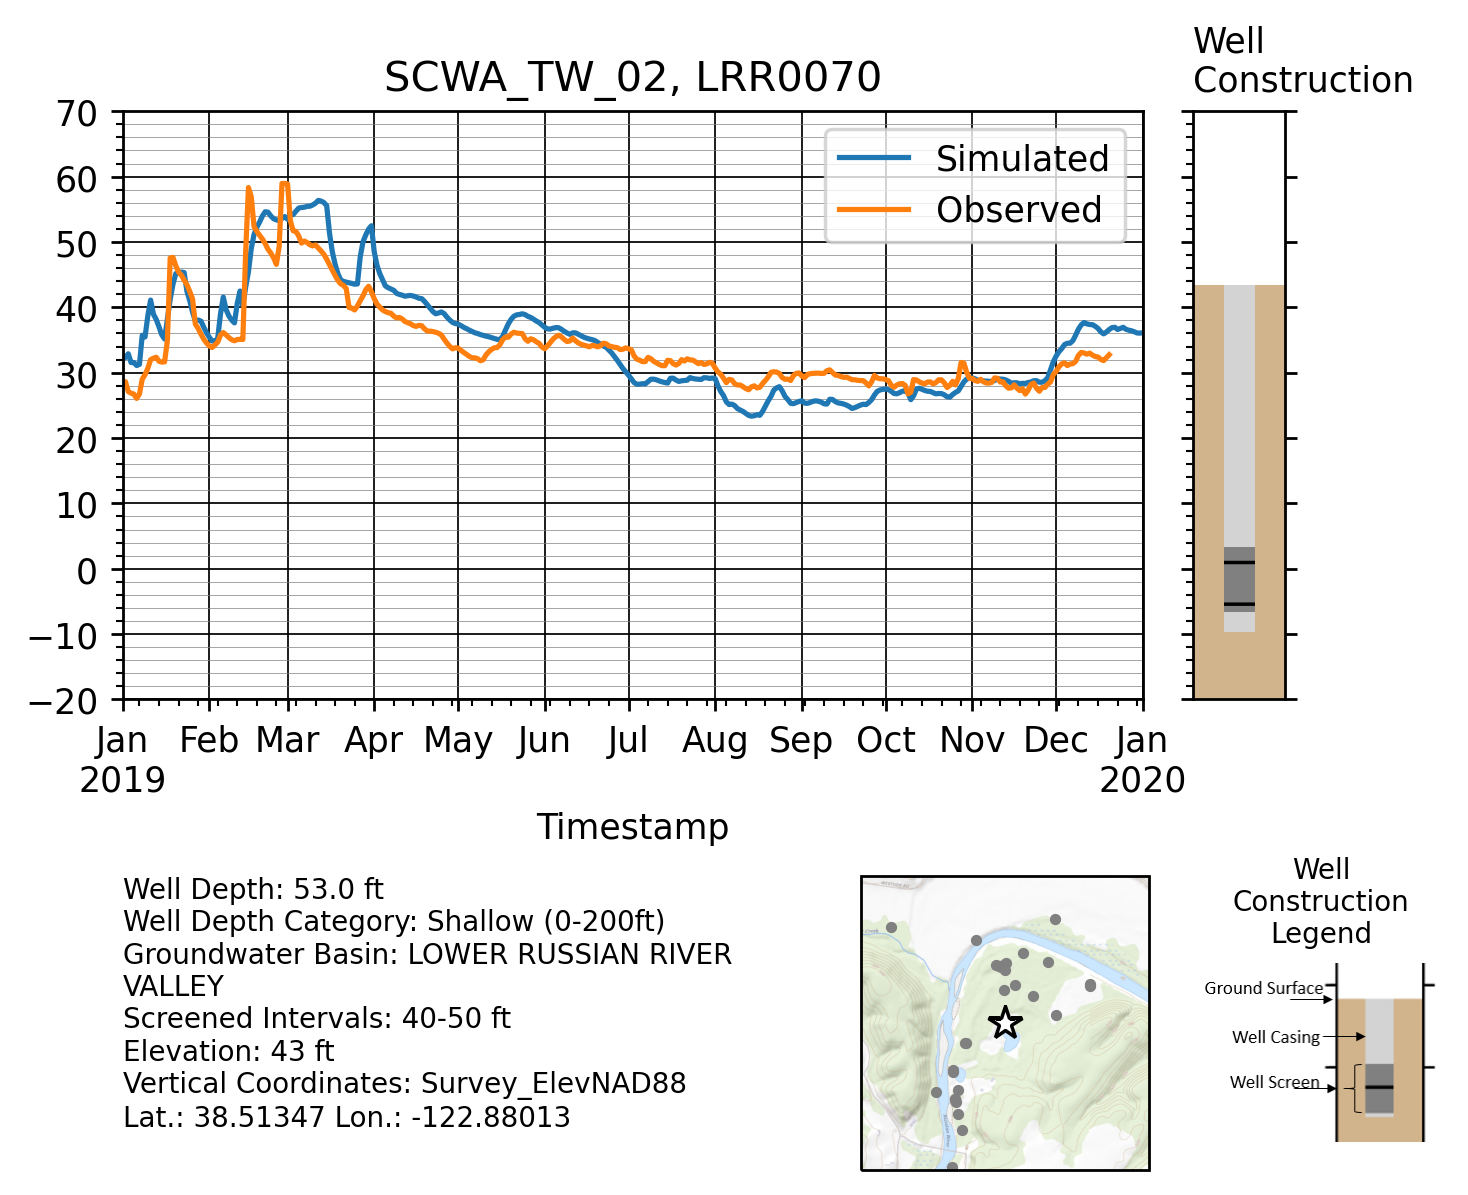 Well
Construction
SCWA_TW_02, LRR0070
70
60
50
40
30
20
10
0
−10
−20
Simulated
Observed
Jan
2019
Feb
Mar
Apr
May
Jun
Jul
Aug
Sep
Oct
Nov
Dec
Jan
2020
Timestamp
Well Depth: 53.0 ft
Well Depth Category: Shallow (0-200ft)
Groundwater Basin: LOWER RUSSIAN RIVER
VALLEY
Screened Intervals: 40-50 ft
Elevation: 43 ft
Vertical Coordinates: Survey_ElevNAD88
Lat.: 38.51347 Lon.: -122.88013
Well
Construction
Legend
Ground Surface
Well Casing
Well Screen